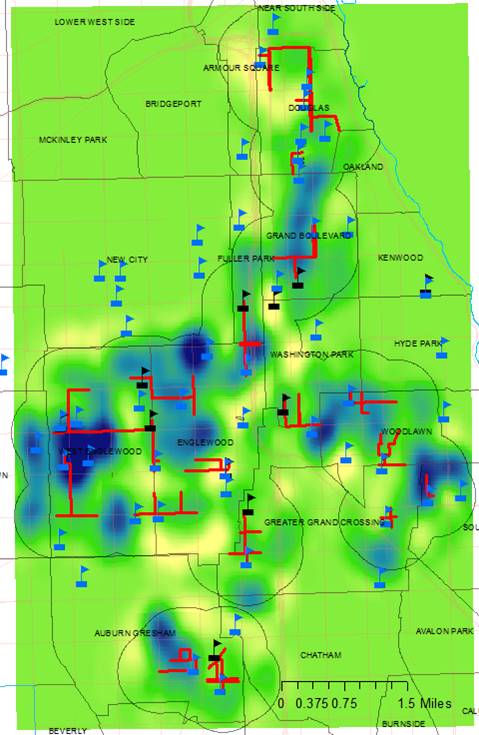 NEAR SOUTH SIDE
LOWER WEST SIDE
ARMOUR SQUARE
BRIDGEPORT
DOUGLAS
MCKINLEY PARK
OAKLAND
GRAND BOULEVARD
NEW CITY
FULLER PARK
KENWOOD
HYDE PARK
WASHINGTON PARK
WOODLAWN
ENGLEWOOD
WEST ENGLEWOOD
N
GREATER GRAND CROSSING
SOU
AUBURN GRESHAM
AVALON PARK
CHATHAM
0 0.375 0.75 1.5 Miles
CAL
BURNSIDE
BEVERLY